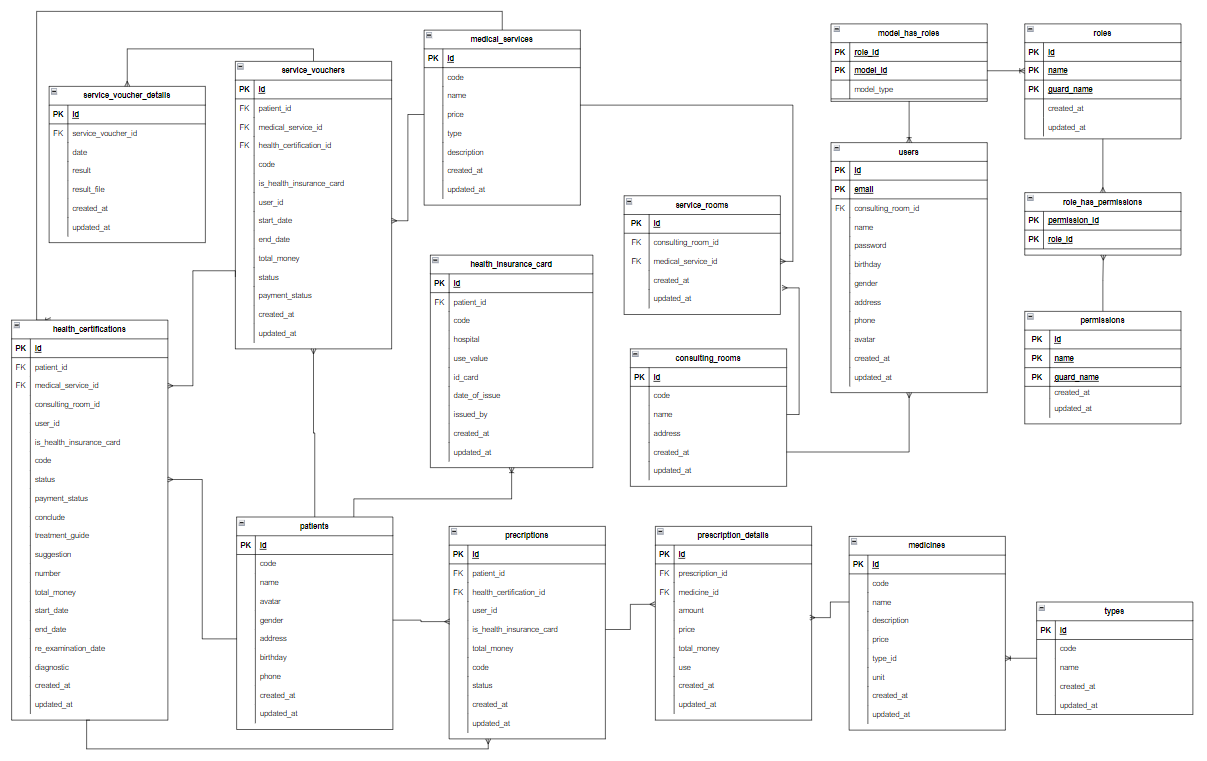 medical_services
PK id
code
name
price
type
description
created_at
updated_at
model_has_roles
PK role_id
PK model_id
model_type
roles
PK id
PK name
PK guard_name
created_at
updated_at
service_vouchers
PK id
FK patient_id
FK medical_service_id
FK health_certification_id
code
is_health_insurance_card
user_id
start_date
end_date
total_money
status
payment_status
created_at
updated_at
service_voucher_details
PK id
FK service_voucher_id
date
result
result_file
created_at
updated_at
users
PK id
PK email
FK consulting_room_id
name
password
birthday
gender
address
phone
avatar
created_at
updated_at
service_rooms
PK id
FK consulting_room_id
FK medical_service_id
created_at
updated_at
role_has_permissions
PK permission_id
PK role_id
health_insurance_card
PK id
FK patient_id
code
hospital
use_value
id_card
date_of_issue
issued_by
created_at
updated_at
permissions
PK id
PK name
PK guard_name
created_at
updated_at
health_certifications
PK id
FK patient_id
FK medical_service_id
consulting_room_id
user_id
is_health_insurance_card
code
status
payment_status
conclude
treatment_guide
suggestion
number
total_money
start_date
end_date
re_examination_date
diagnostic
created_at
updated_at
consulting_rooms
PK id
code
name
address
created_at
updated_at
patients
PK id
code
name
avatar
gender
address
birthday
phone
created_at
updated_at
precriptions
PK id
FK patient_id
FK health_certification_id
user_id
is_health_insurance_card
total_money
code
status
created_at
updated_at
prescription_details
PK id
FK prescription_id
FK medicine_id
amount
price
total_money
use
created_at
updated_at
medicines
PK id
code
name
description
price
type_id
unit
created_at
updated_at
types
PK id
code
name
created_at
updated_at